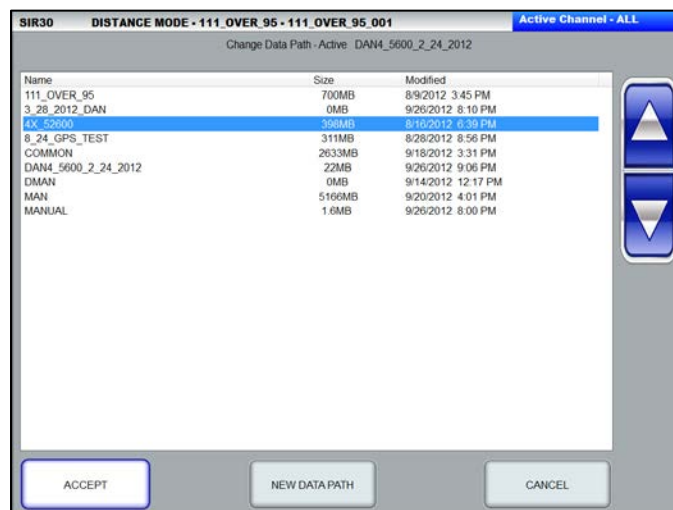 SIR30 DISTANCE MODE - 111_OVER_95 - 111_OVER_95_001 Active Channel - ALL
Change Data Path - Active DAN4_5600_2_24_2012
Name Size Modified
111_OVER_95 700MB 8/9/2012 3:45 PM
3_28_2012_DAN 0MB 9/26/2012 8:10 PM
4X_52600 396MB 8/16/2012 6:39 PM
8_24_GPS_TEST 311MB 8/28/2012 8:56 PM
COMMON 2633MB 9/18/2012 3:31 PM
DAN4_5600_2_24_2012 22MB 9/26/2012 9:06 PM
DMAN 0MB 9/14/2012 12:17 PM
MAN 5166MB 9/20/2012 4:01 PM
MANUAL 1.6MB 9/26/2012 8:00 PM
ACCEPT NEW DATA PATH CANCEL